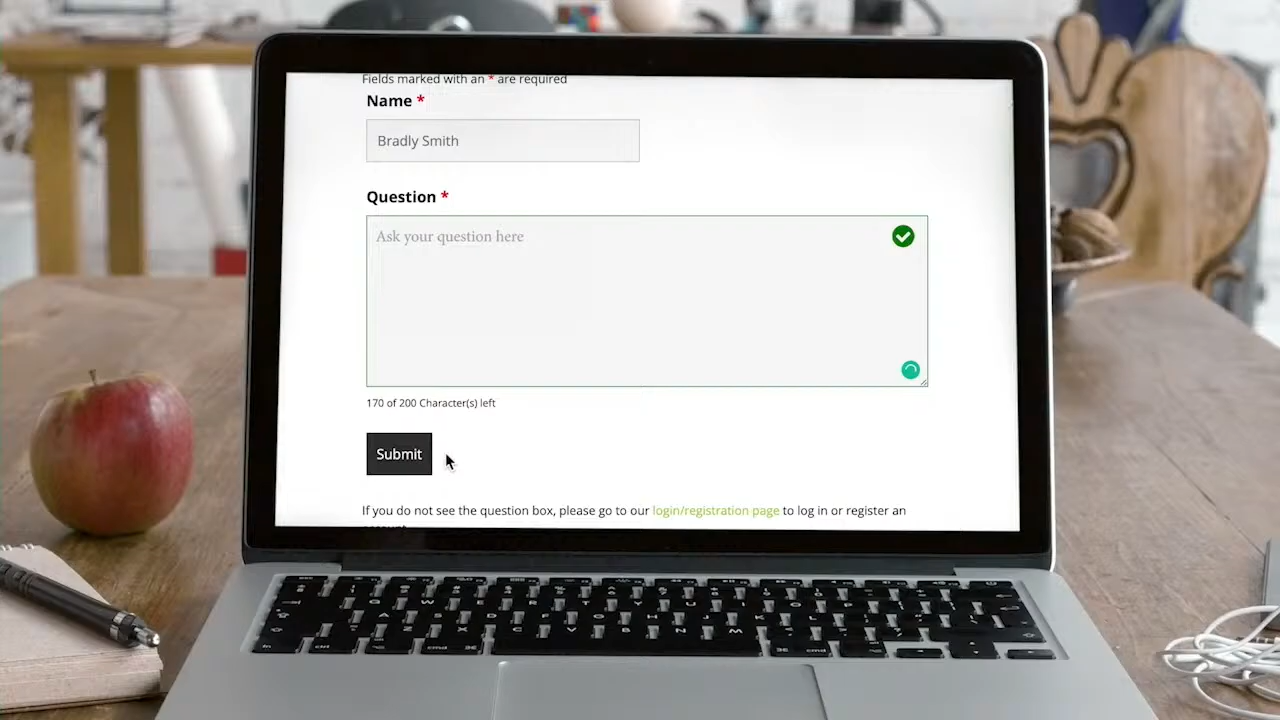 Fields marked with an * are required
Name *
Bradly Smith
Question *
Ask your question here
170 of 200 Character(s) left
Submit
If you do not see the question box, please go to our login/registration page to log in or register an